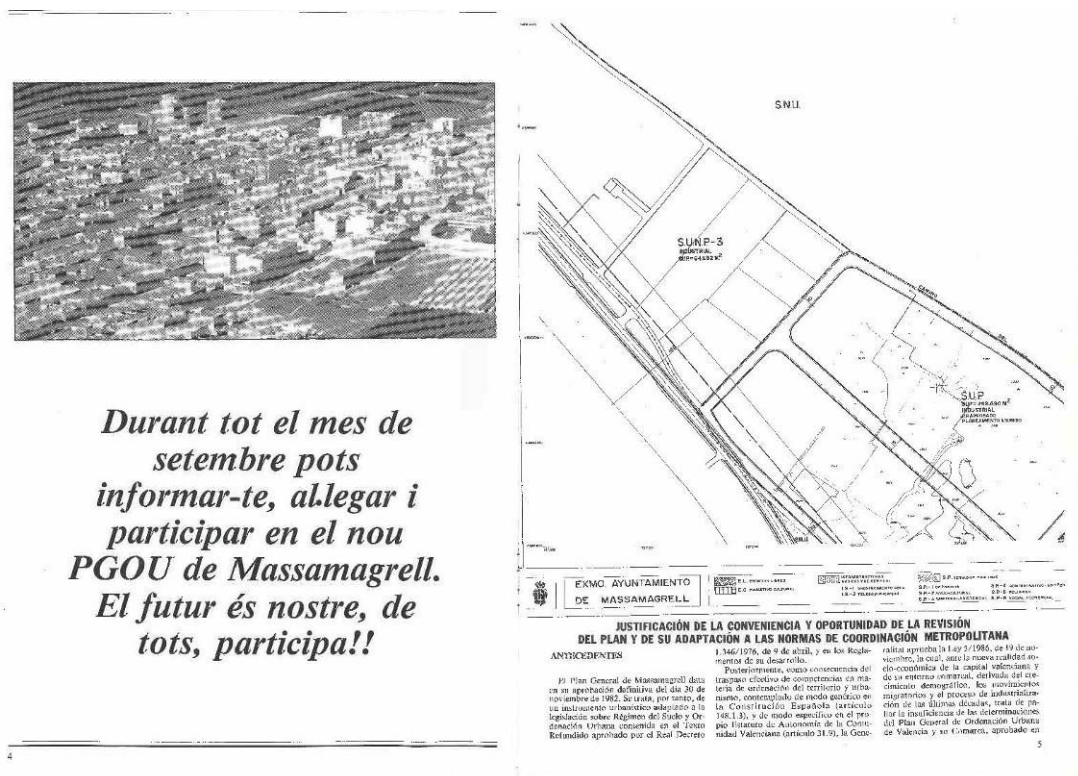 Durant tot el mes de
setembre pots
informar-te, al.legar i
participar en el nou
PGOU de Massamagrell.
El futur és nostre, de
tots, participa!!
4
S.N.U.
S.U.N.P-3
INDUSTRIAL
CAMINO
S.U.P
INDUSTRIAL
EXMO. AYUNTAMIENTO
DE MASSAMAGRELL
JUSTIFICACIÓN DE LA CONVENIENCIA Y OPORTUNIDAD DE LA REVISIÓN
DEL PLAN Y DE SU ADAPTACIÓN A LAS NORMAS DE COORDINACIÓN METROPOLITANA
ANTECEDENTES
El Plan General de Massamagrell data
en su aprobación definitiva del día 30 de
noviembre de 1982. Se trata, por tanto, de
un instrumento urbanístico adaptado a la
legislación sobre Régimen del Suelo y Or-
denación Urbana contenida en el Texto
Refundido aprobado por el Real Decreto
1.346/1976, de 9 de abril, y en los Regla-
mentos de su desarrollo.
Posteriormente, como consecuencia del
traspaso efectivo de competencias en ma-
teria de ordenación del territorio y urba-
nismo, contemplado de modo genérico en
la Constitución Española (artículo
148.1.3), y de modo específico en el pro-
pio Estatuto de Autonomía de la Comu-
nidad Valenciana (artículo 31.9), la Gene-
ralitat aprueba la Ley 5/1986, de 19 de no-
viembre, la cual, ante la nueva realidad so-
cio-económica de la capital valenciana y
de su entorno comarcal, derivada del cre-
cimiento demográfico, los movimientos
migratorios y el proceso de industrializa-
ción de las últimas décadas, trata de pa-
liar la insuficiencia de las determinaciones
del Plan General de Ordenación Urbana
de Valencia y su Comarca, aprobado en
5